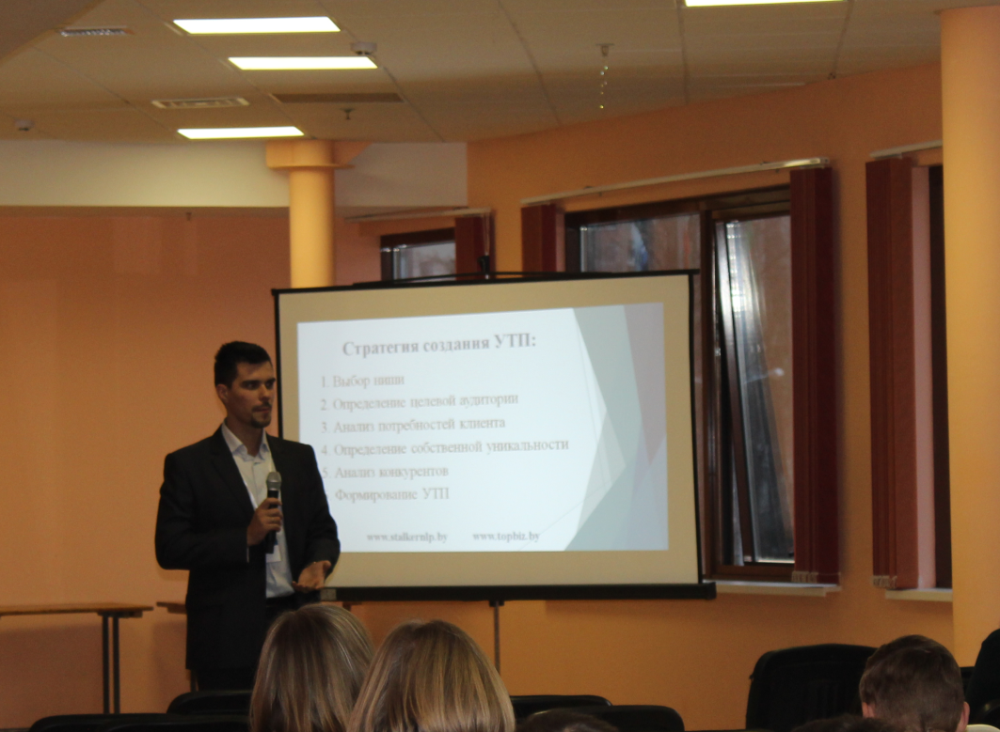 Стратегия создания УТП:
1. Выбор ниши
2. Определение целевой аудитории
3. Анализ потребностей клиента
4. Определение собственной уникальности
5. Анализ конкурентов
Формирование УТП
www.stalkernlp.by www.topbiz.by